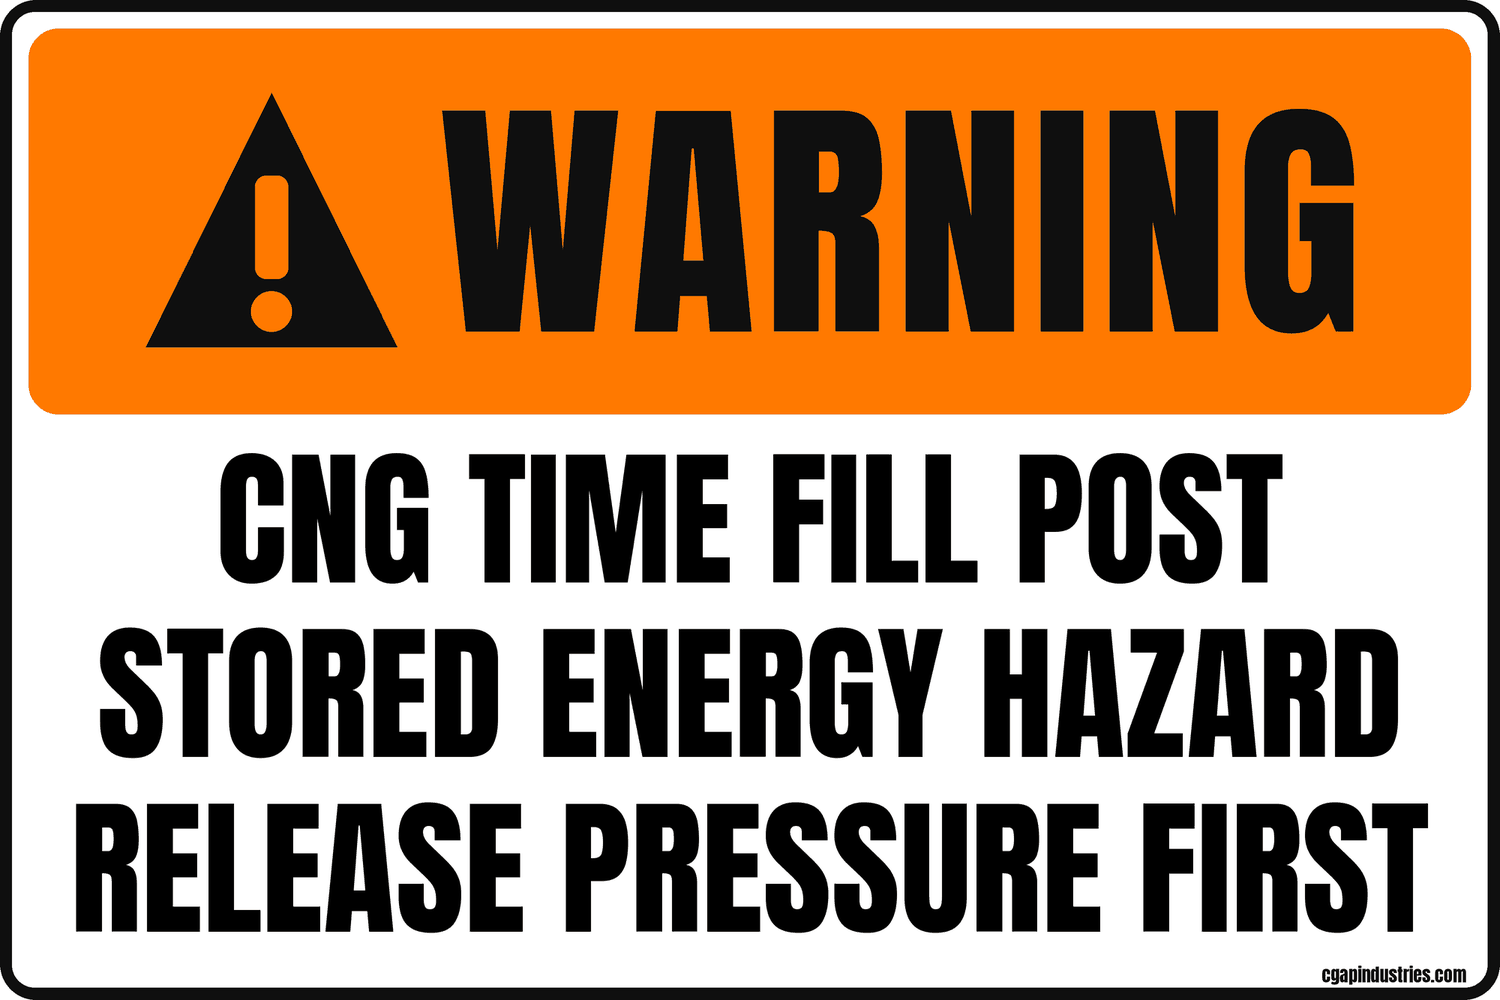 WARNING
CNG TIME FILL POST
STORED ENERGY HAZARD
RELEASE PRESSURE FIRST
cgapindustries.com